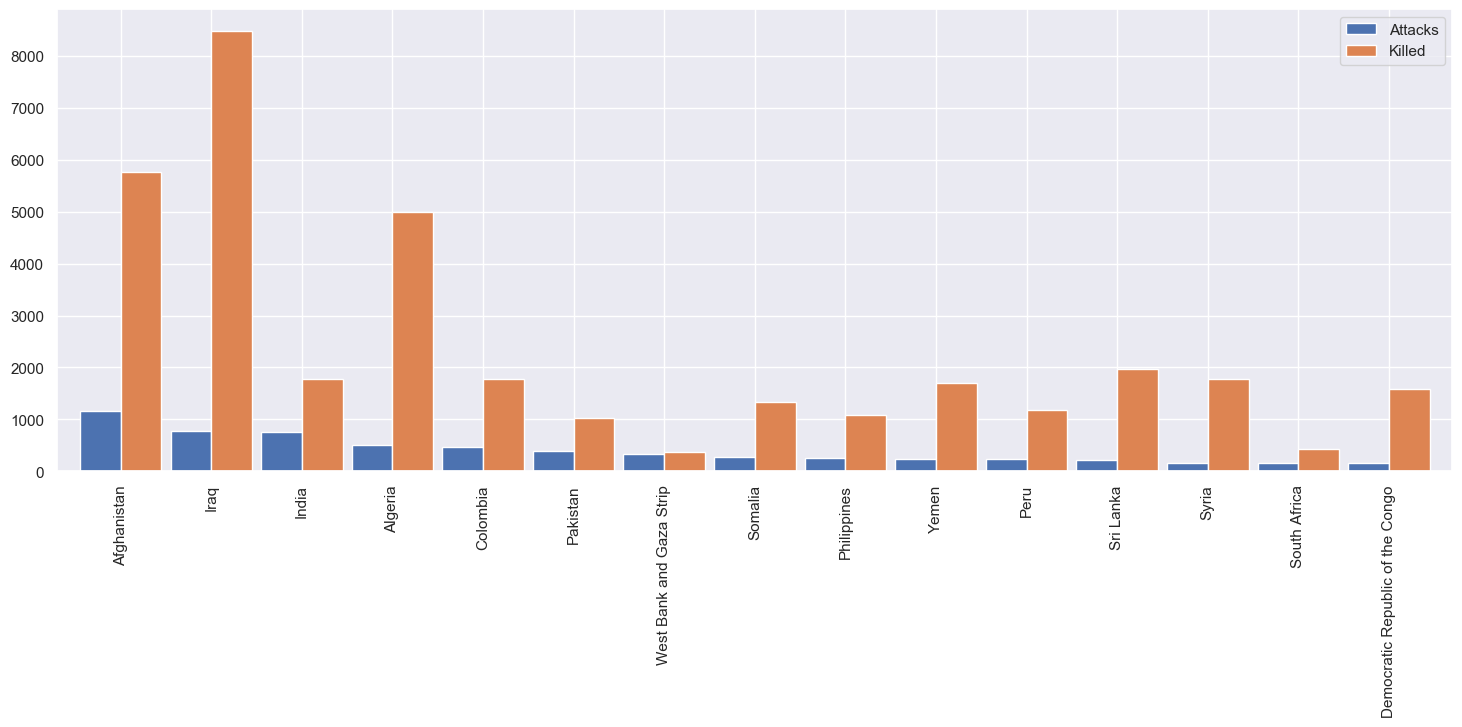 Attacks
Killed
8000
7000
6000
5000
4000
3000
2000
1000
0
Afghanistan
Iraq
India
Algeria
Colombia
Pakistan
West Bank and Gaza Strip
Somalia
Philippines
Yemen
Peru
Sri Lanka
Syria
South Africa
Democratic Republic of the Congo